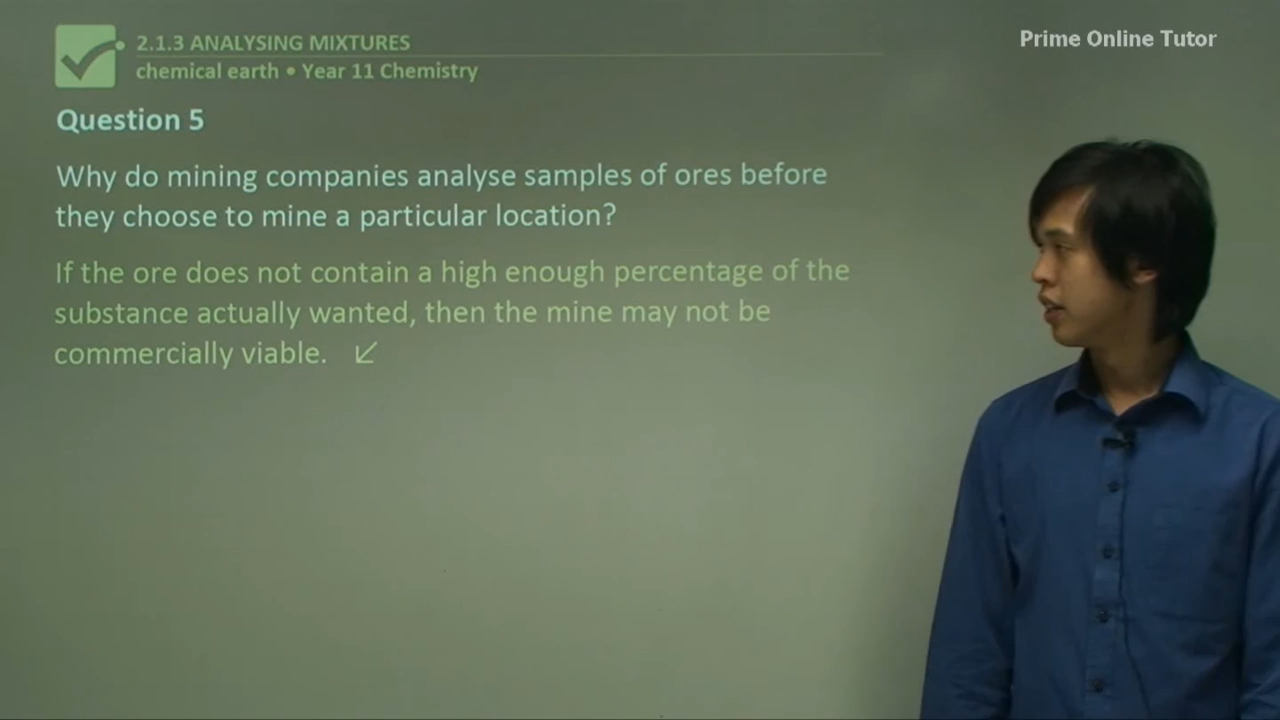 2.1.3 ANALYSING MIXTURES
chemical earth • Year 11 Chemistry
Prime Online Tutor
Question 5
Why do mining companies analyse samples of ores before
they choose to mine a particular location?
If the ore does not contain a high enough percentage of the
substance actually wanted, then the mine may not be
commercially viable.